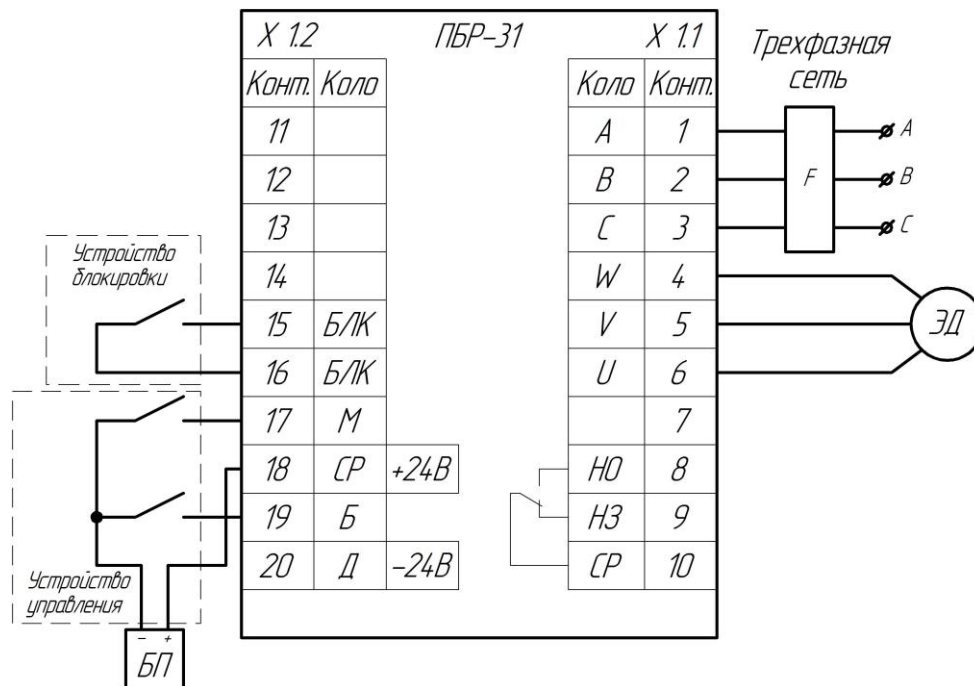 X 1.2 ПБР-31 X 1.1
Конт. Коло Коло Конт.
11 А 1
12 В 2
13 С 3
14 W 4
15 БЛК V 5
16 БЛК U 6
17 М 7
18 СР +24В НО 8
19 Б НЗ 9
20 Д -24В СР 10
Трехфазная
сеть
F
А
В
С
ЭД
Устройство
блокировки
Устройство
управления
- +
БП